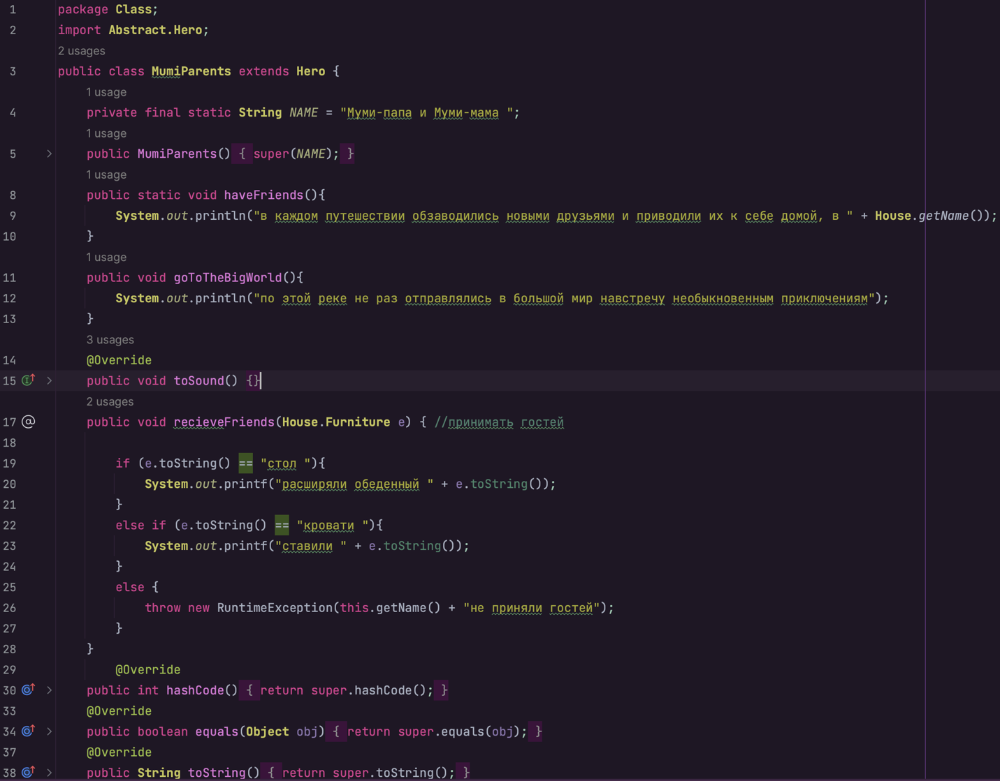 1 package Class;
2 import Abstract.Hero;
2 usages
3 public class MumiParents extends Hero {
1 usage
4 private final static String NAME = "Муми-папа и Муми-мама ";
1 usage
5 public MumiParents() { super(NAME); }
1 usage
8 public static void haveFriends(){
9 System.out.println("в каждом путешествии обзаводились новыми друзьями и приводили их к себе домой, в " + House.getName());
10 }
1 usage
11 public void goToTheBigWorld(){
12 System.out.println("по этой реке не раз отправлялись в большой мир навстречу необыкновенным приключениям");
13 }
3 usages
14 @Override
15 public void toSound() {}
2 usages
17 public void recieveFriends(House.Furniture e) { //принимать гостей
18
19 if (e.toString() == "стол "){
20 System.out.printf("расширяли обеденный " + e.toString());
21 }
22 else if (e.toString() == "кровати "){
23 System.out.printf("ставили " + e.toString());
24 }
25 else {
26 throw new RuntimeException(this.getName() + "не приняли гостей");
27 }
28 }
29 @Override
30 public int hashCode() { return super.hashCode(); }
33 @Override
34 public boolean equals(Object obj) { return super.equals(obj); }
37 @Override
38 public String toString() { return super.toString(); }